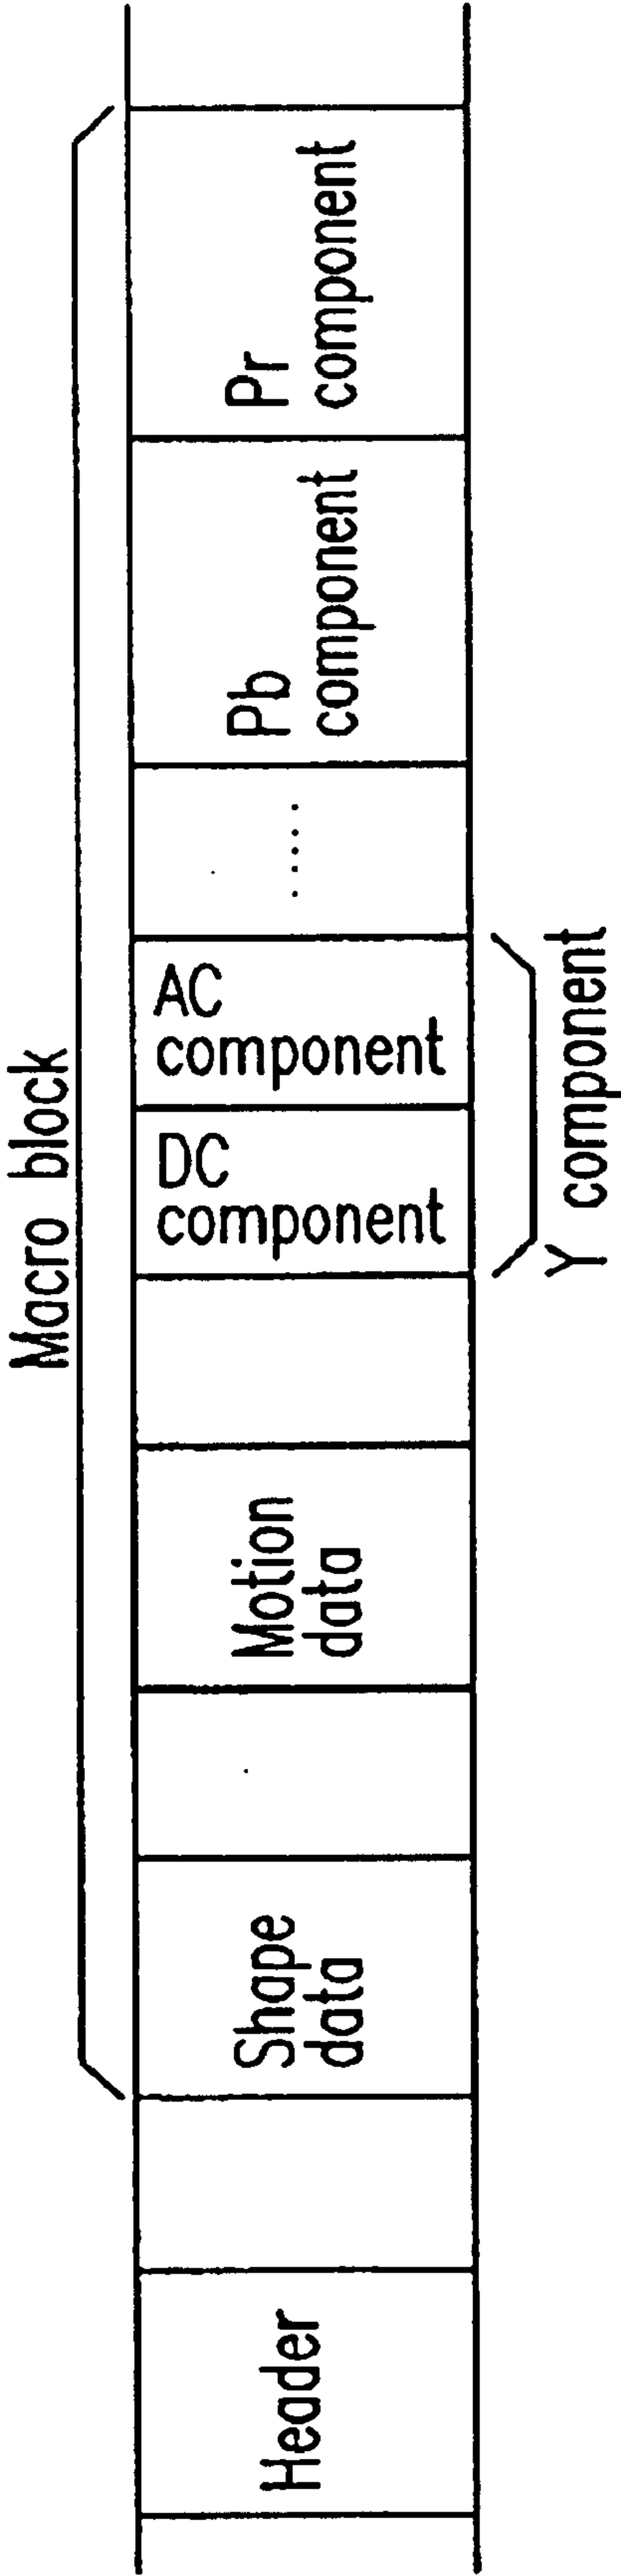 Macro block
Header
Shape
data
Motion
data
DC
component
AC
component
....
Pb
component
Pr
component
Y component